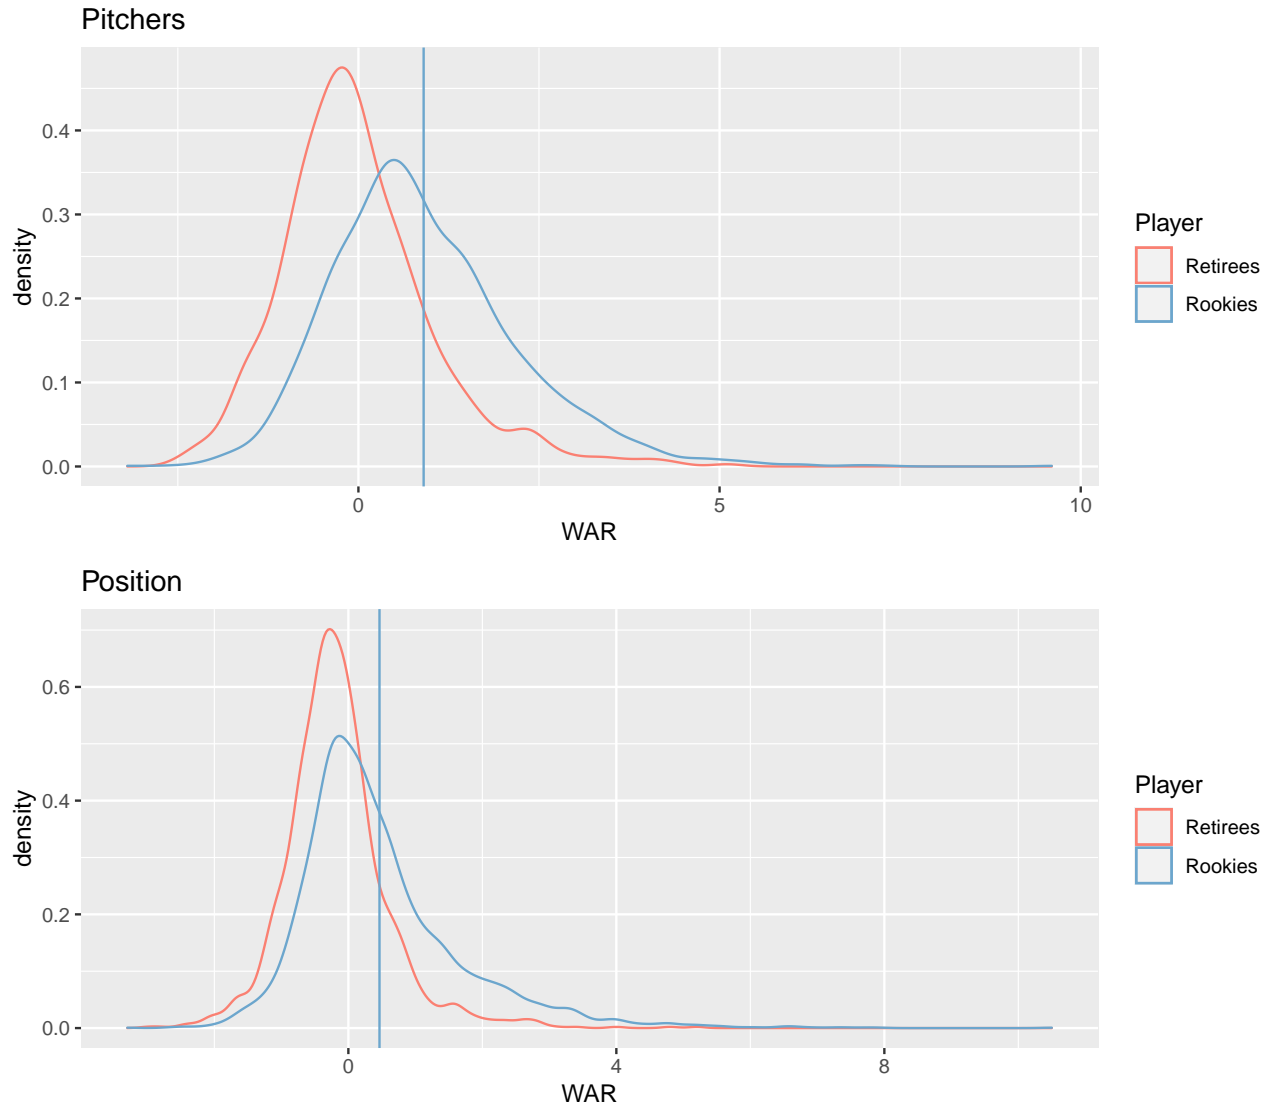 Pitchers
0.4
0.3
0.2
0.1
0.0
density
0
5
10
WAR
Player
Retirees
Rookies
Position
0.6
0.4
0.2
0.0
density
0
4
8
WAR
Player
Retirees
Rookies